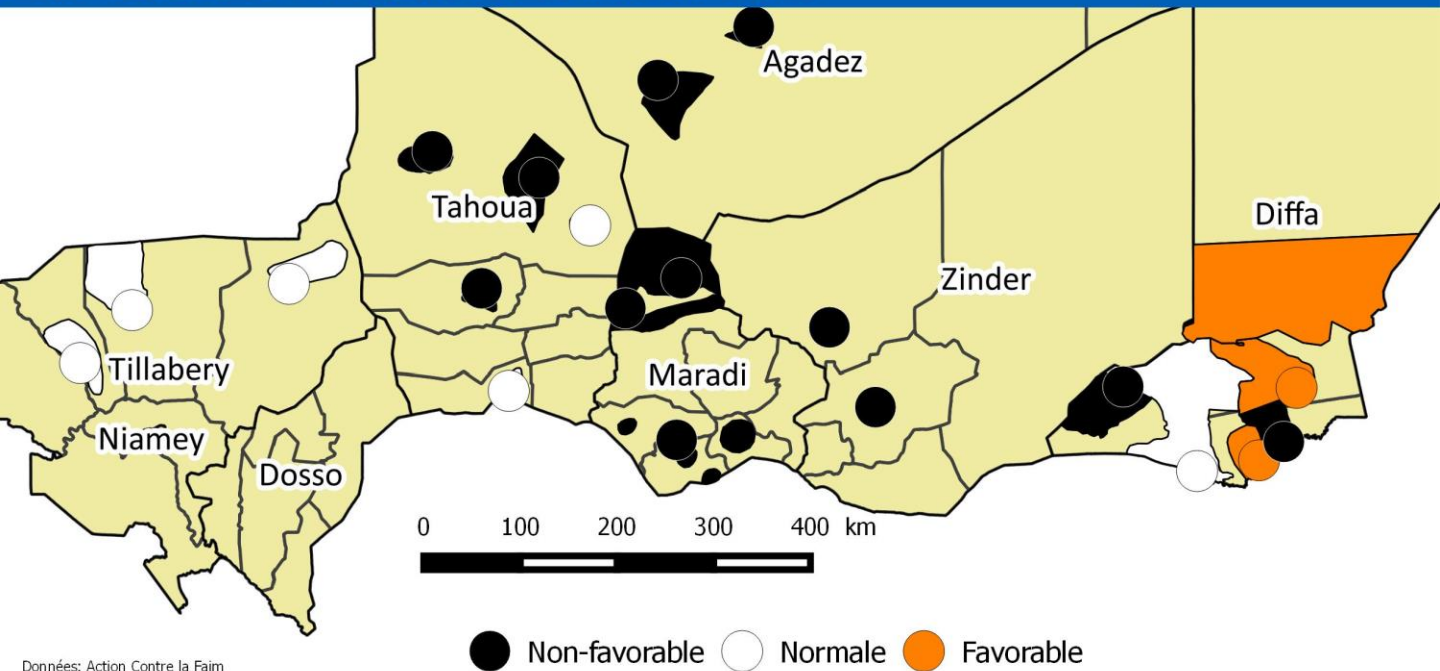 Agadez
Tahoua
Diffa
Zinder
Tillabery
Maradi
Niamey
Dosso
0 100 200 300 400 km
Non-favorable Normale Favorable
Données: Action Contre la Faim